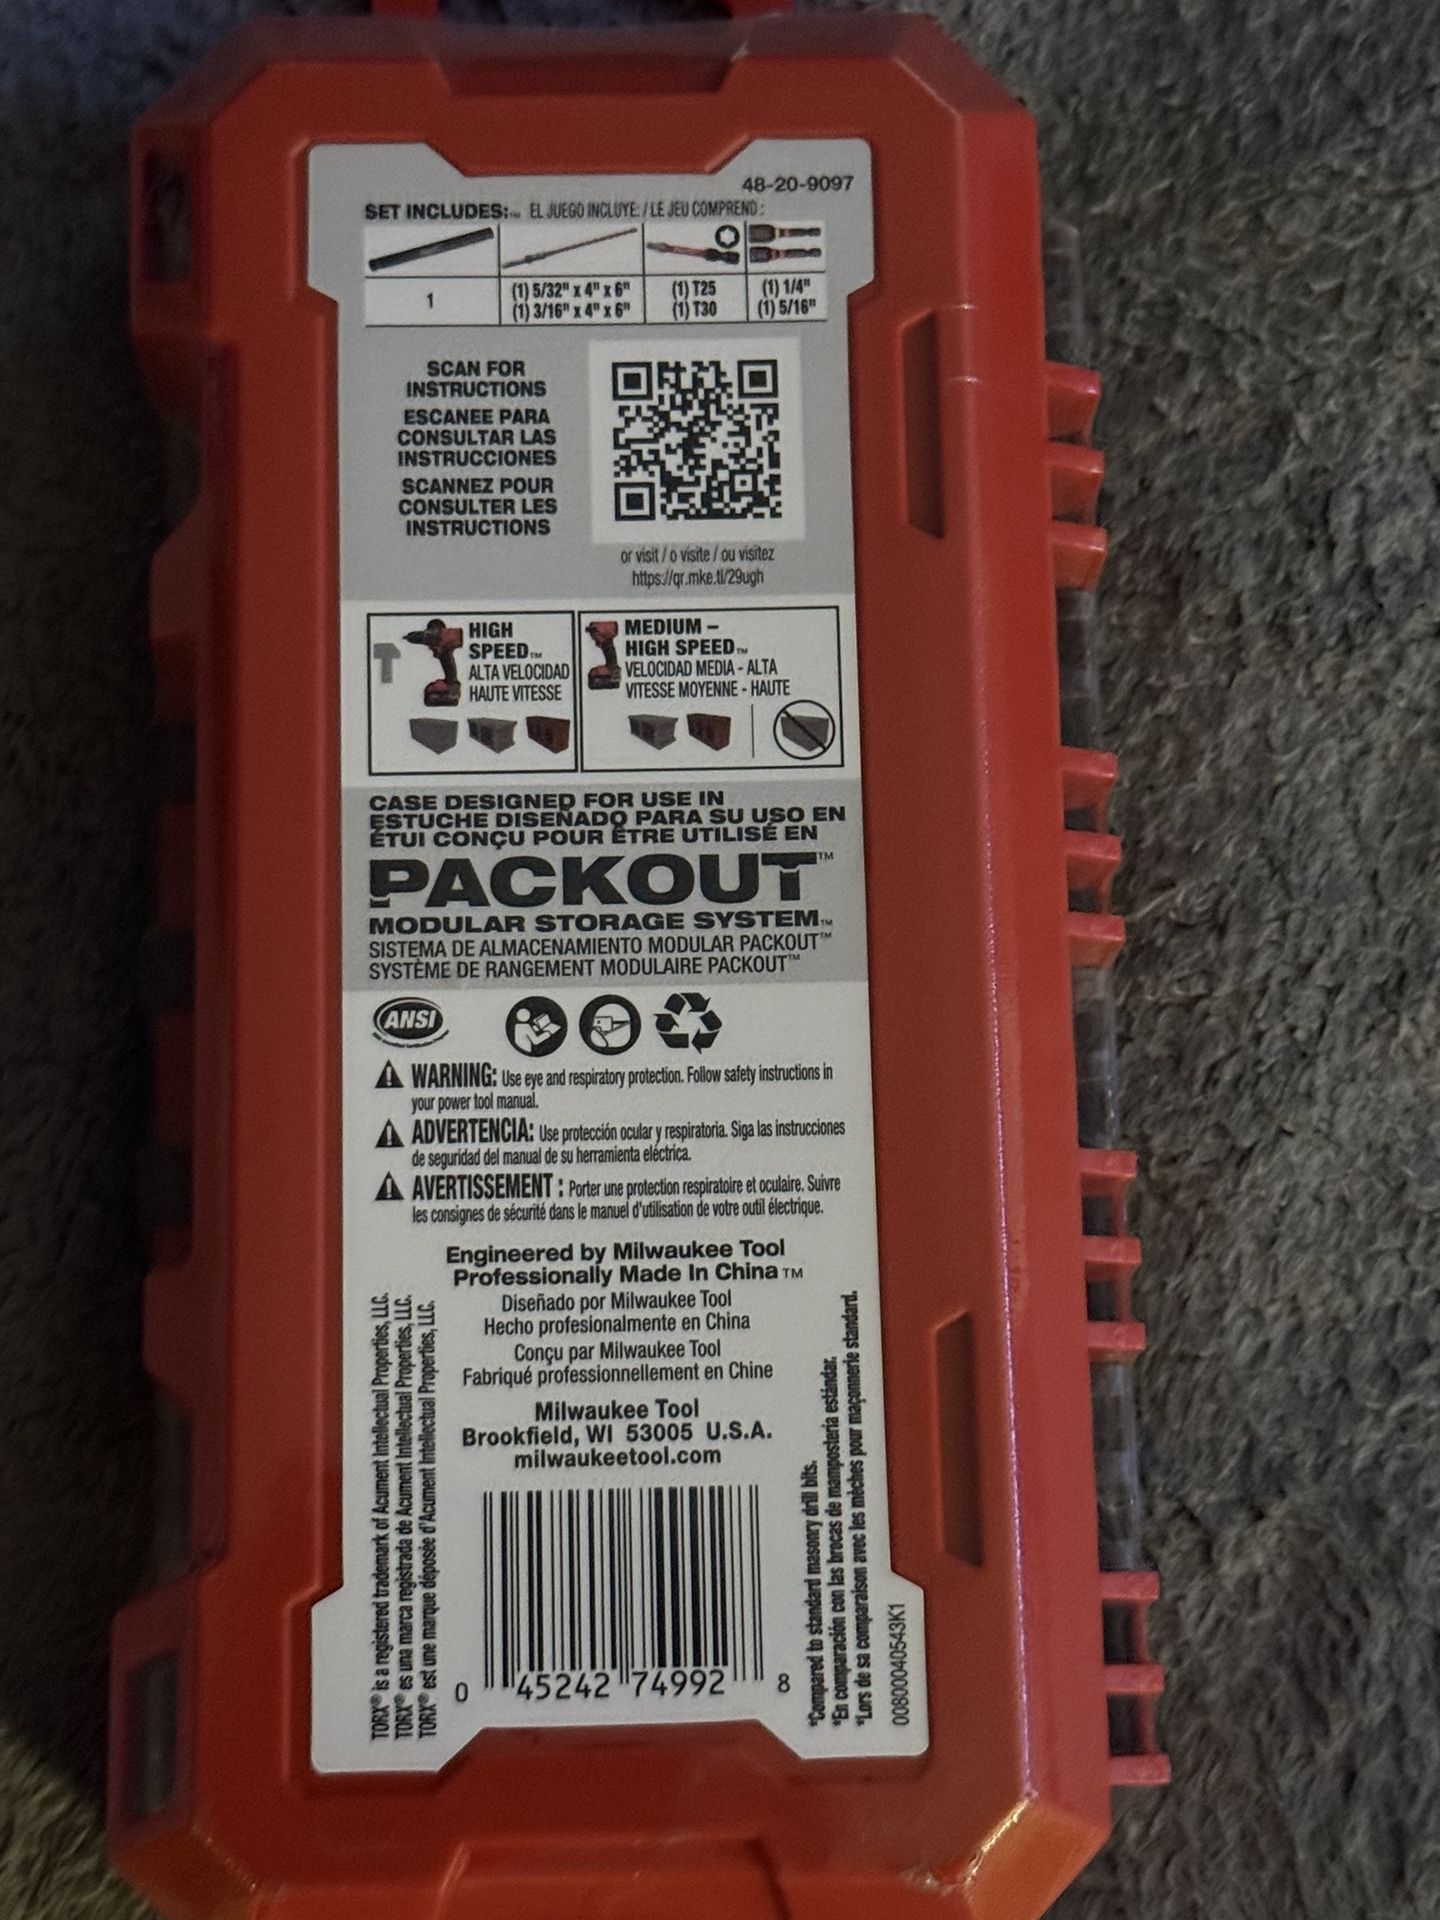 48-20-9097
SET INCLUDES:™ EL JUEGO INCLUYE: / LE JEU COMPREND :
1
(1) 5/32" x 4" x 6"
(1) 3/16" x 4" x 6"
(1) T25
(1) T30
(1) 1/4"
(1) 5/16"
SCAN FOR
INSTRUCTIONS
ESCANEE PARA
CONSULTAR LAS
INSTRUCCIONES
SCANNEZ POUR
CONSULTER LES
INSTRUCTIONS
or visit / o visite / ou visitez
https://qr.mke.tl/29ugh
HIGH
SPEED™
ALTA VELOCIDAD
HAUTE VITESSE
MEDIUM –
HIGH SPEED™
VELOCIDAD MEDIA - ALTA
VITESSE MOYENNE - HAUTE
CASE DESIGNED FOR USE IN
ESTUCHE DISEÑADO PARA SU USO EN
ÉTUI CONÇU POUR ÊTRE UTILISÉ EN
PACKOUT™
MODULAR STORAGE SYSTEM™
SISTEMA DE ALMACENAMIENTO MODULAR PACKOUT™
SYSTÈME DE RANGEMENT MODULAIRE PACKOUT™
ANSI
WARNING: Use eye and respiratory protection. Follow safety instructions in
your power tool manual.
ADVERTENCIA: Use protección ocular y respiratoria. Siga las instrucciones
de seguridad del manual de su herramienta eléctrica.
AVERTISSEMENT : Porter une protection respiratoire et oculaire. Suivre
les consignes de sécurité dans le manuel d'utilisation de votre outil électrique.
Engineered by Milwaukee Tool
Professionally Made In China™
Diseñado por Milwaukee Tool
Hecho profesionalmente en China
Conçu par Milwaukee Tool
Fabriqué professionnellement en Chine
Milwaukee Tool
Brookfield, WI 53005 U.S.A.
milwaukeetool.com
0 45242 74992 8
TORX® is a registered trademark of Acument Intellectual Properties, LLC.
TORX® es una marca registrada de Acument Intellectual Properties, LLC.
TORX® est une marque déposée d'Acument Intellectual Properties, LLC.
*Compared to standard masonry drill bits.
*En comparación con las brocas de mampostería estándar.
*Lors de sa comparaison avec les mèches pour maçonnerie standard.
0080004054​3K1